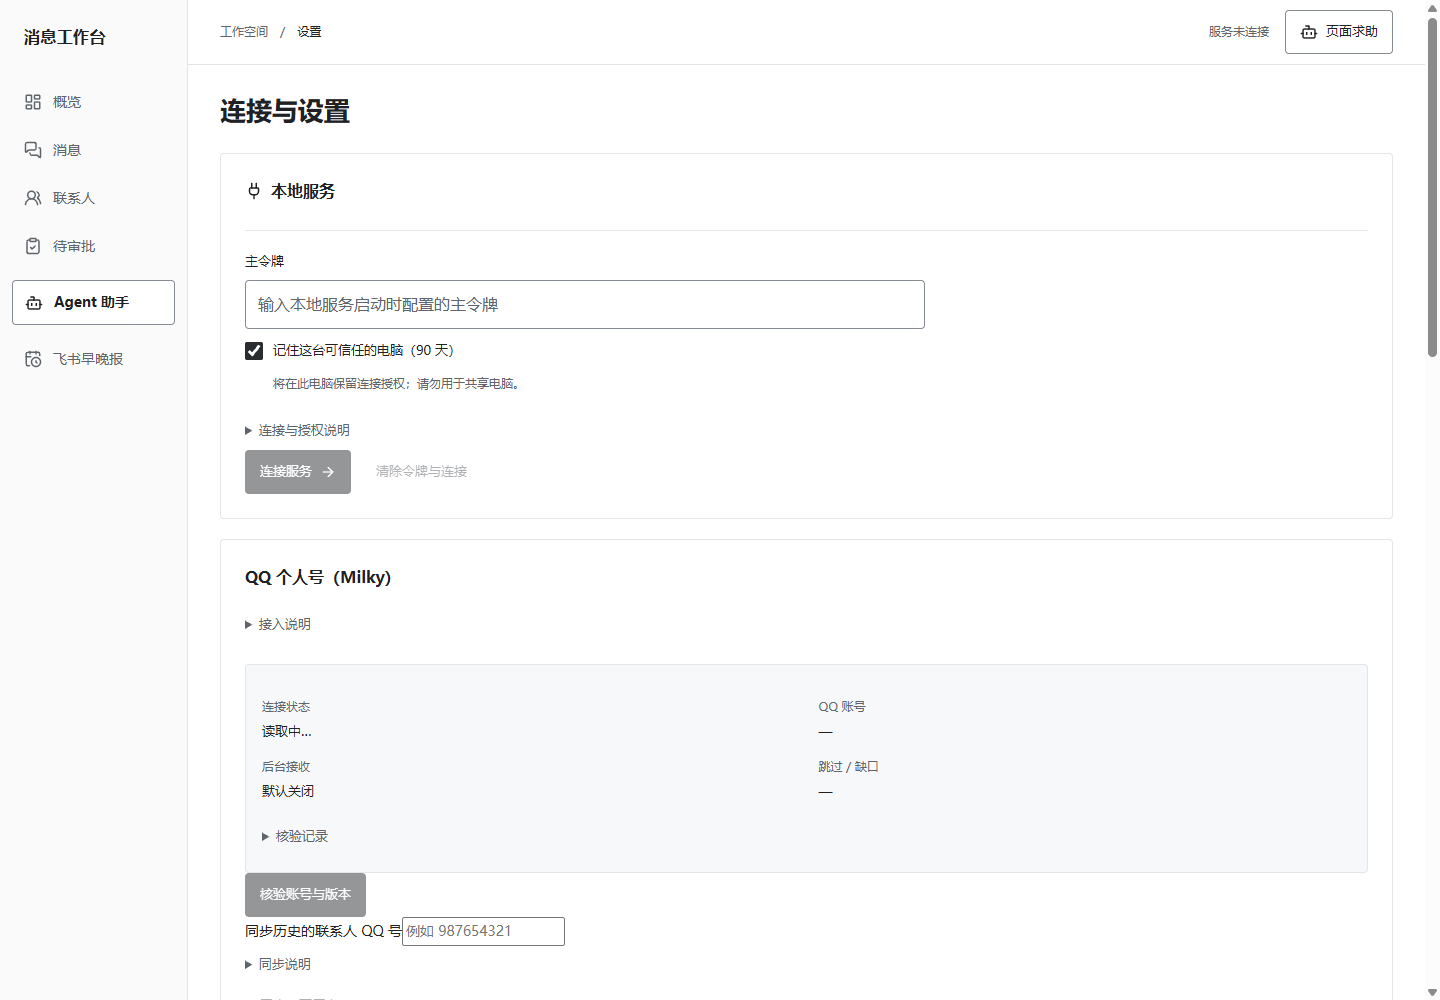 消息工作台
工作空间 / 设置
服务未连接
页面求助
概览
消息
联系人
待审批
Agent 助手
飞书早晚报
连接与设置
本地服务
主令牌
输入本地服务启动时配置的主令牌
记住这台可信任的电脑（90 天）
将在此电脑保留连接授权；请勿用于共享电脑。
连接与授权说明
连接服务 →
清除令牌与连接
QQ 个人号（Milky）
接入说明
连接状态
读取中...
QQ 账号
—
后台接收
默认关闭
跳过 / 缺口
—
核验记录
核验账号与版本
同步历史的联系人 QQ 号 例如 987654321
同步说明